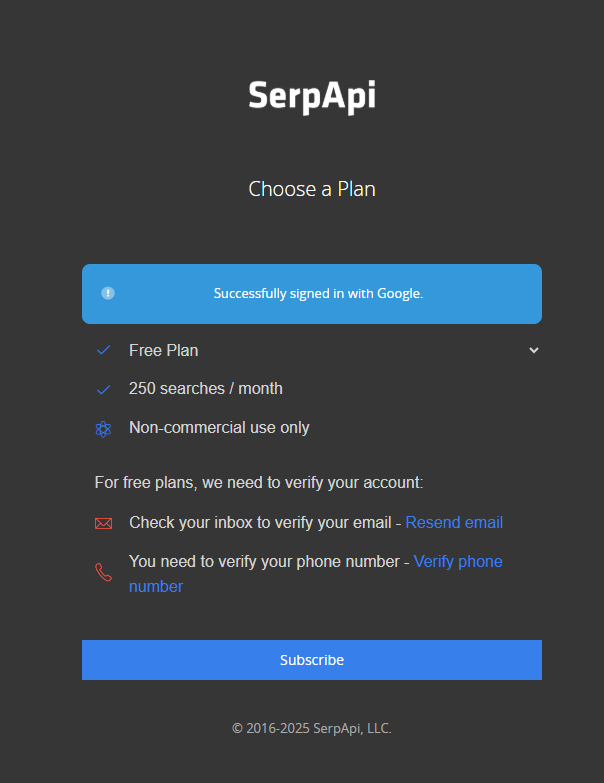 SerpApi
Choose a Plan
Successfully signed in with Google.
Free Plan
250 searches / month
Non-commercial use only
For free plans, we need to verify your account:
Check your inbox to verify your email - Resend email
You need to verify your phone number - Verify phone
number
Subscribe
© 2016-2025 SerpApi, LLC.